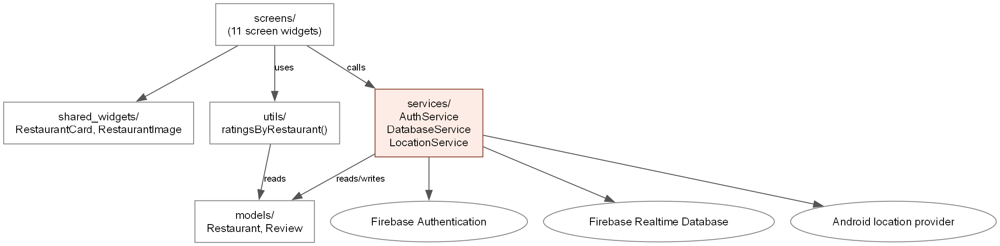 screens/
(11 screen widgets)
uses
calls
shared_widgets/
RestaurantCard, RestaurantImage
utils/
ratingsByRestaurant()
services/
AuthService
DatabaseService
LocationService
reads
reads/writes
models/
Restaurant, Review
Firebase Authentication
Firebase Realtime Database
Android location provider